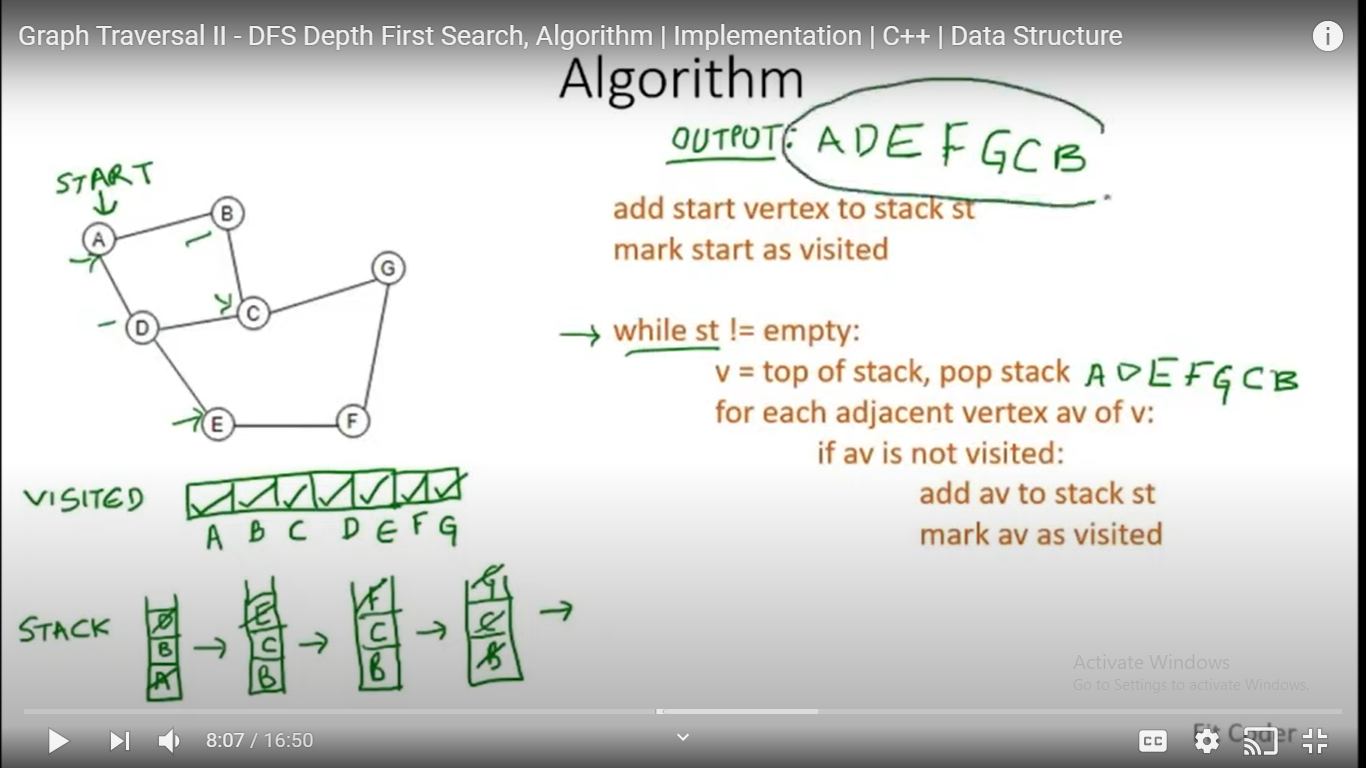 Graph Traversal II - DFS Depth First Search, Algorithm | Implementation | C++ | Data Structure
Algorithm
OUTPUT: A D E F G C B
START
A
B
G
C
D
E
F
add start vertex to stack st
mark start as visited
→ while st != empty:
v = top of stack, pop stack A D E F G C B
for each adjacent vertex av of v:
if av is not visited:
add av to stack st
mark av as visited
VISITED
A B C D E F G
STACK
D E F G
B C C C
A B B B
Activate Windows
Go to Settings to activate Windows.
Fit Coder
8:07 / 16:50
CC